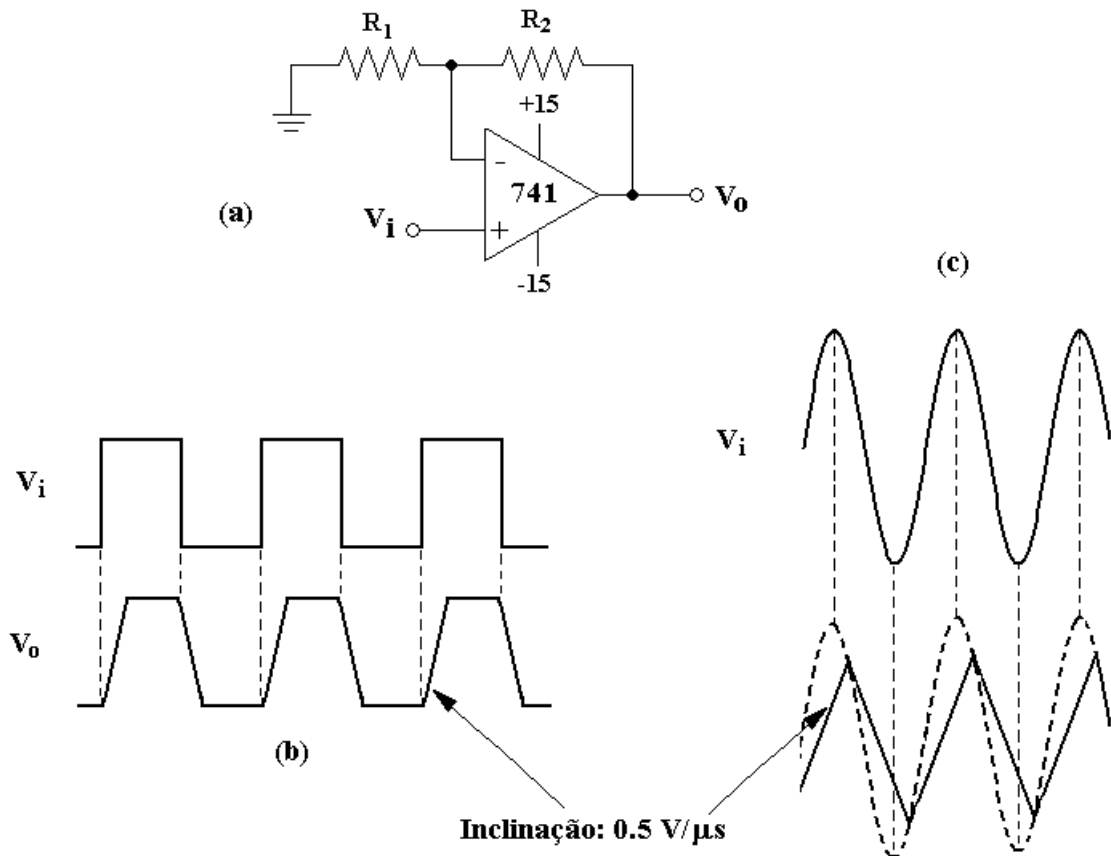 R1
R2
+15
-
741
+
Vi
Vo
-15
(a)
(c)
Vi
Vi
Vo
(b)
Inclinação: 0.5 V/µs